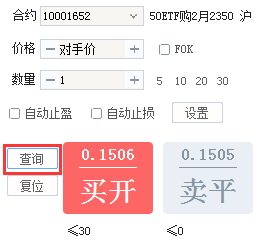 合约 10001652 50ETF购2月2350 沪
价格 − 对手价 + FOK
数量 − 1 + 5 10 20 30
自动止盈 自动止损 设置
查询 0.1506 0.1505
复位 买开 卖平
≤30 ≤0